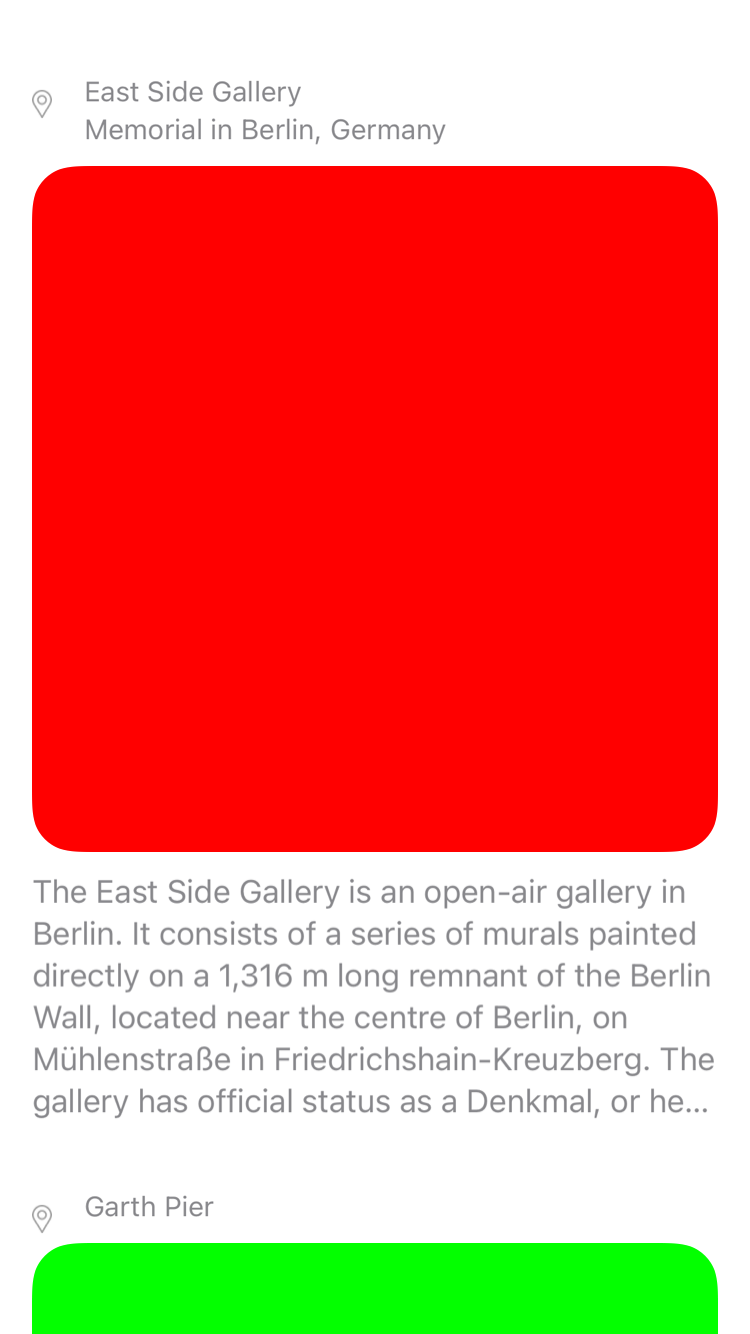 East Side Gallery
Memorial in Berlin, Germany
The East Side Gallery is an open-air gallery in
Berlin. It consists of a series of murals painted
directly on a 1,316 m long remnant of the Berlin
Wall, located near the centre of Berlin, on
Mühlenstraße in Friedrichshain-Kreuzberg. The
gallery has official status as a Denkmal, or he...
Garth Pier